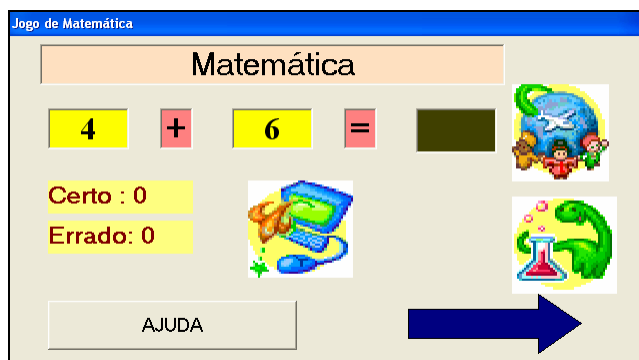 Jogo de Matemática
Matemática
4 + 6 =
Certo : 0
Errado: 0
AJUDA